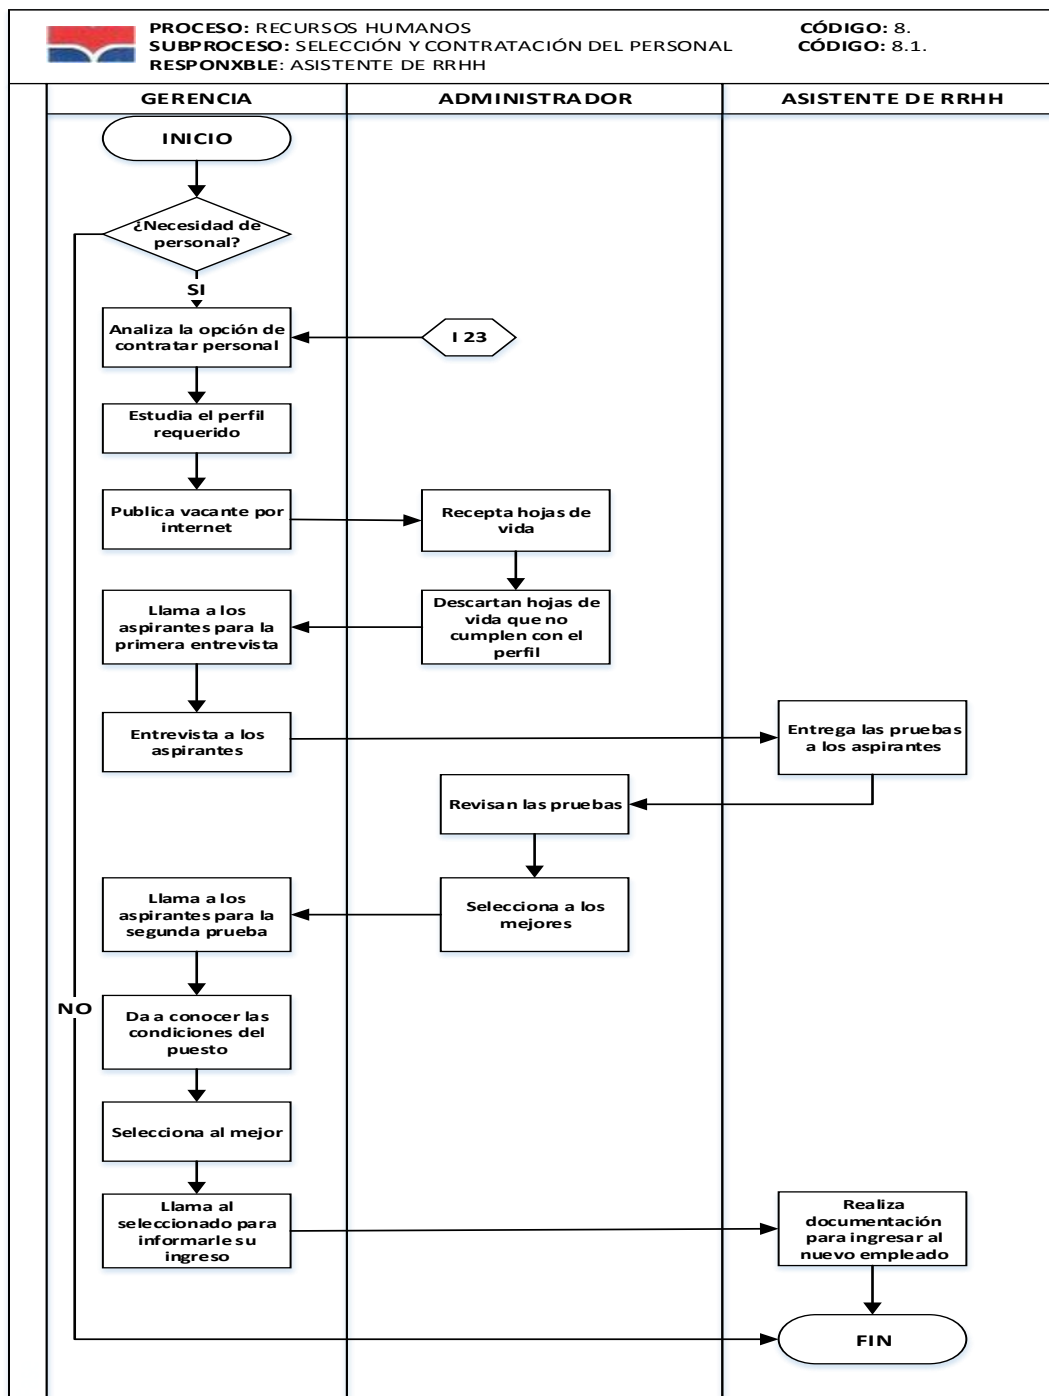 PROCESO: RECURSOS HUMANOS
CÓDIGO: 8.
SUBPROCESO: SELECCIÓN Y CONTRATACIÓN DEL PERSONAL
CÓDIGO: 8.1.
RESPONXBLE: ASISTENTE DE RRHH
GERENCIA
ADMINISTRADOR
ASISTENTE DE RRHH
INICIO
¿Necesidad de
personal?
SI
Analiza la opción de
contratar personal
I 23
Estudia el perfil
requerido
Publica vacante por
internet
Recepta hojas de
vida
Descartan hojas de
vida que no
cumplen con el
perfil
Llama a los
aspirantes para la
primera entrevista
Entrevista a los
aspirantes
Entrega las pruebas
a los aspirantes
Revisan las pruebas
Selecciona a los
mejores
Llama a los
aspirantes para la
segunda prueba
NO
Da a conocer las
condiciones del
puesto
Selecciona al mejor
Llama al
seleccionado para
informarle su
ingreso
Realiza
documentación
para ingresar al
nuevo empleado
FIN